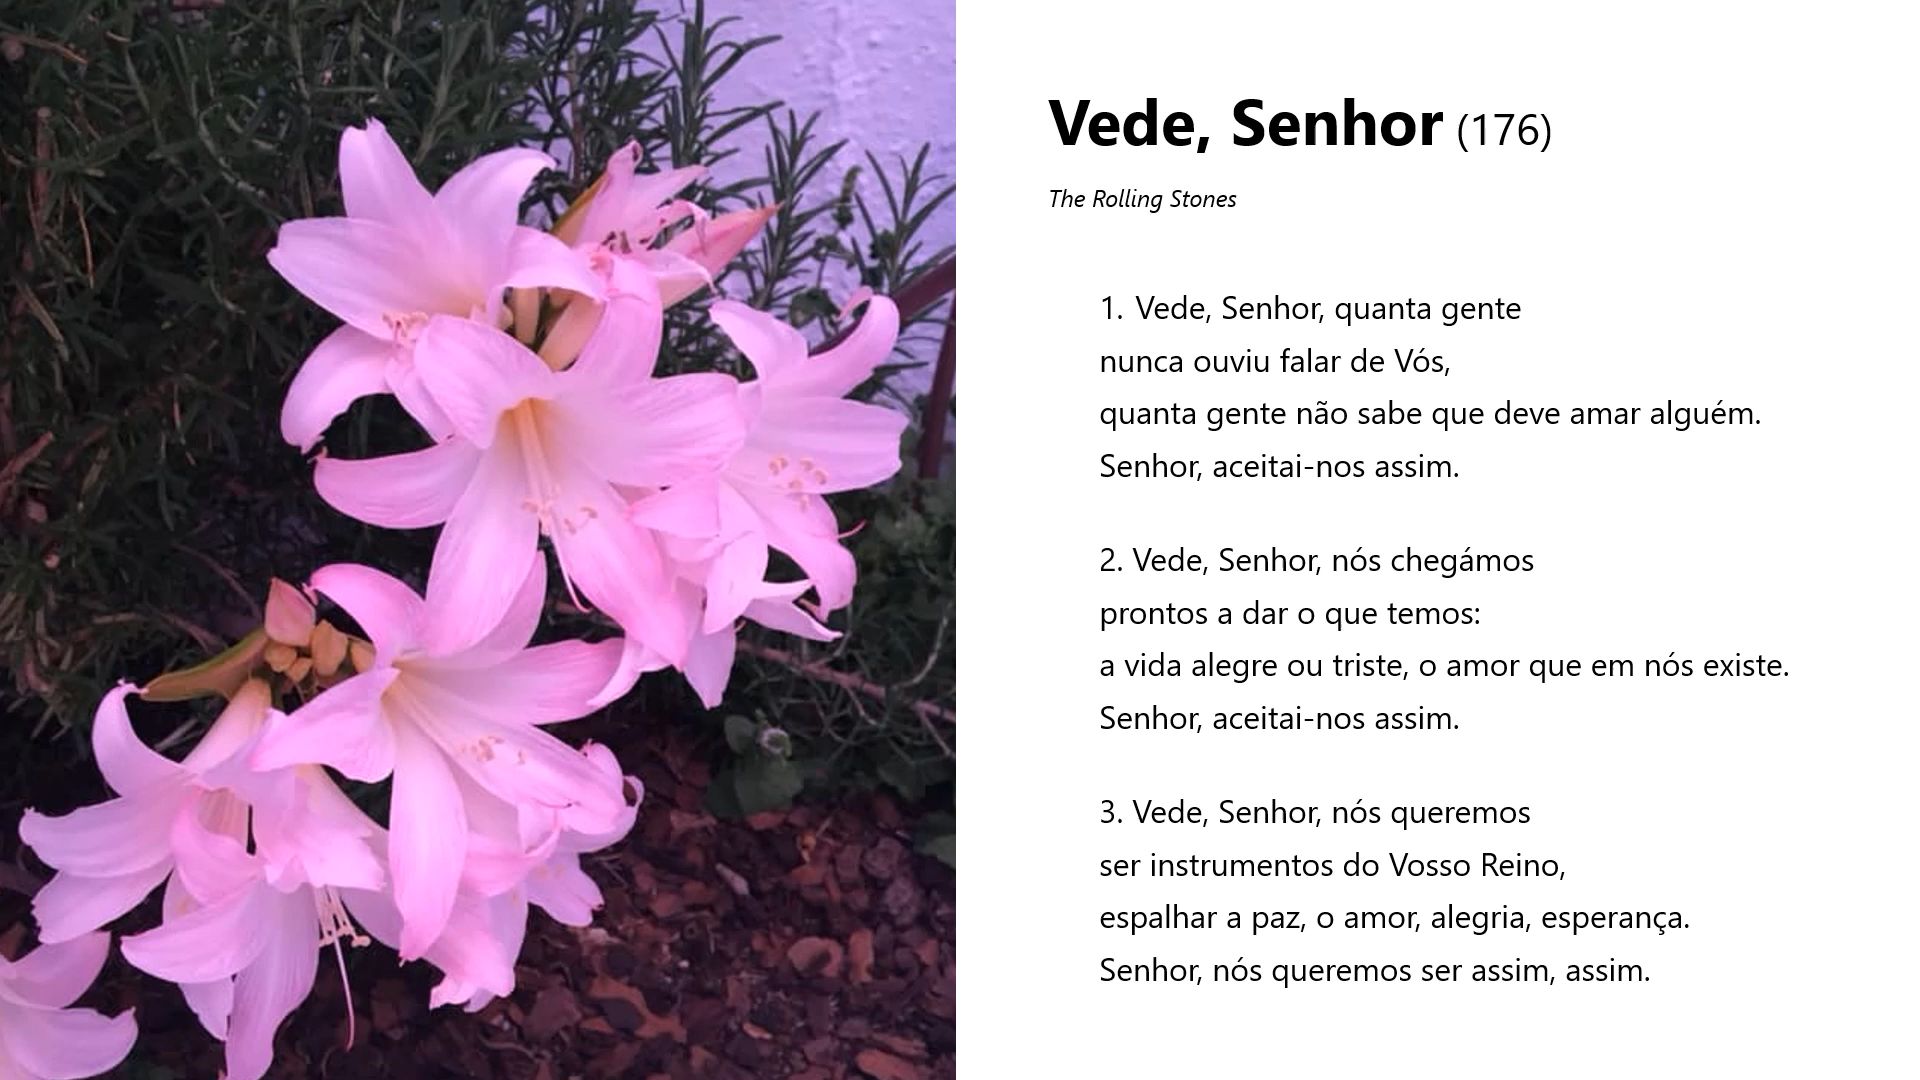 Vede, Senhor (176)
The Rolling Stones
1. Vede, Senhor, quanta gente
nunca ouviu falar de Vós,
quanta gente não sabe que deve amar alguém.
Senhor, aceitai-nos assim.
2. Vede, Senhor, nós chegámos
prontos a dar o que temos:
a vida alegre ou triste, o amor que em nós existe.
Senhor, aceitai-nos assim.
3. Vede, Senhor, nós queremos
ser instrumentos do Vosso Reino,
espalhar a paz, o amor, alegria, esperança.
Senhor, nós queremos ser assim, assim.